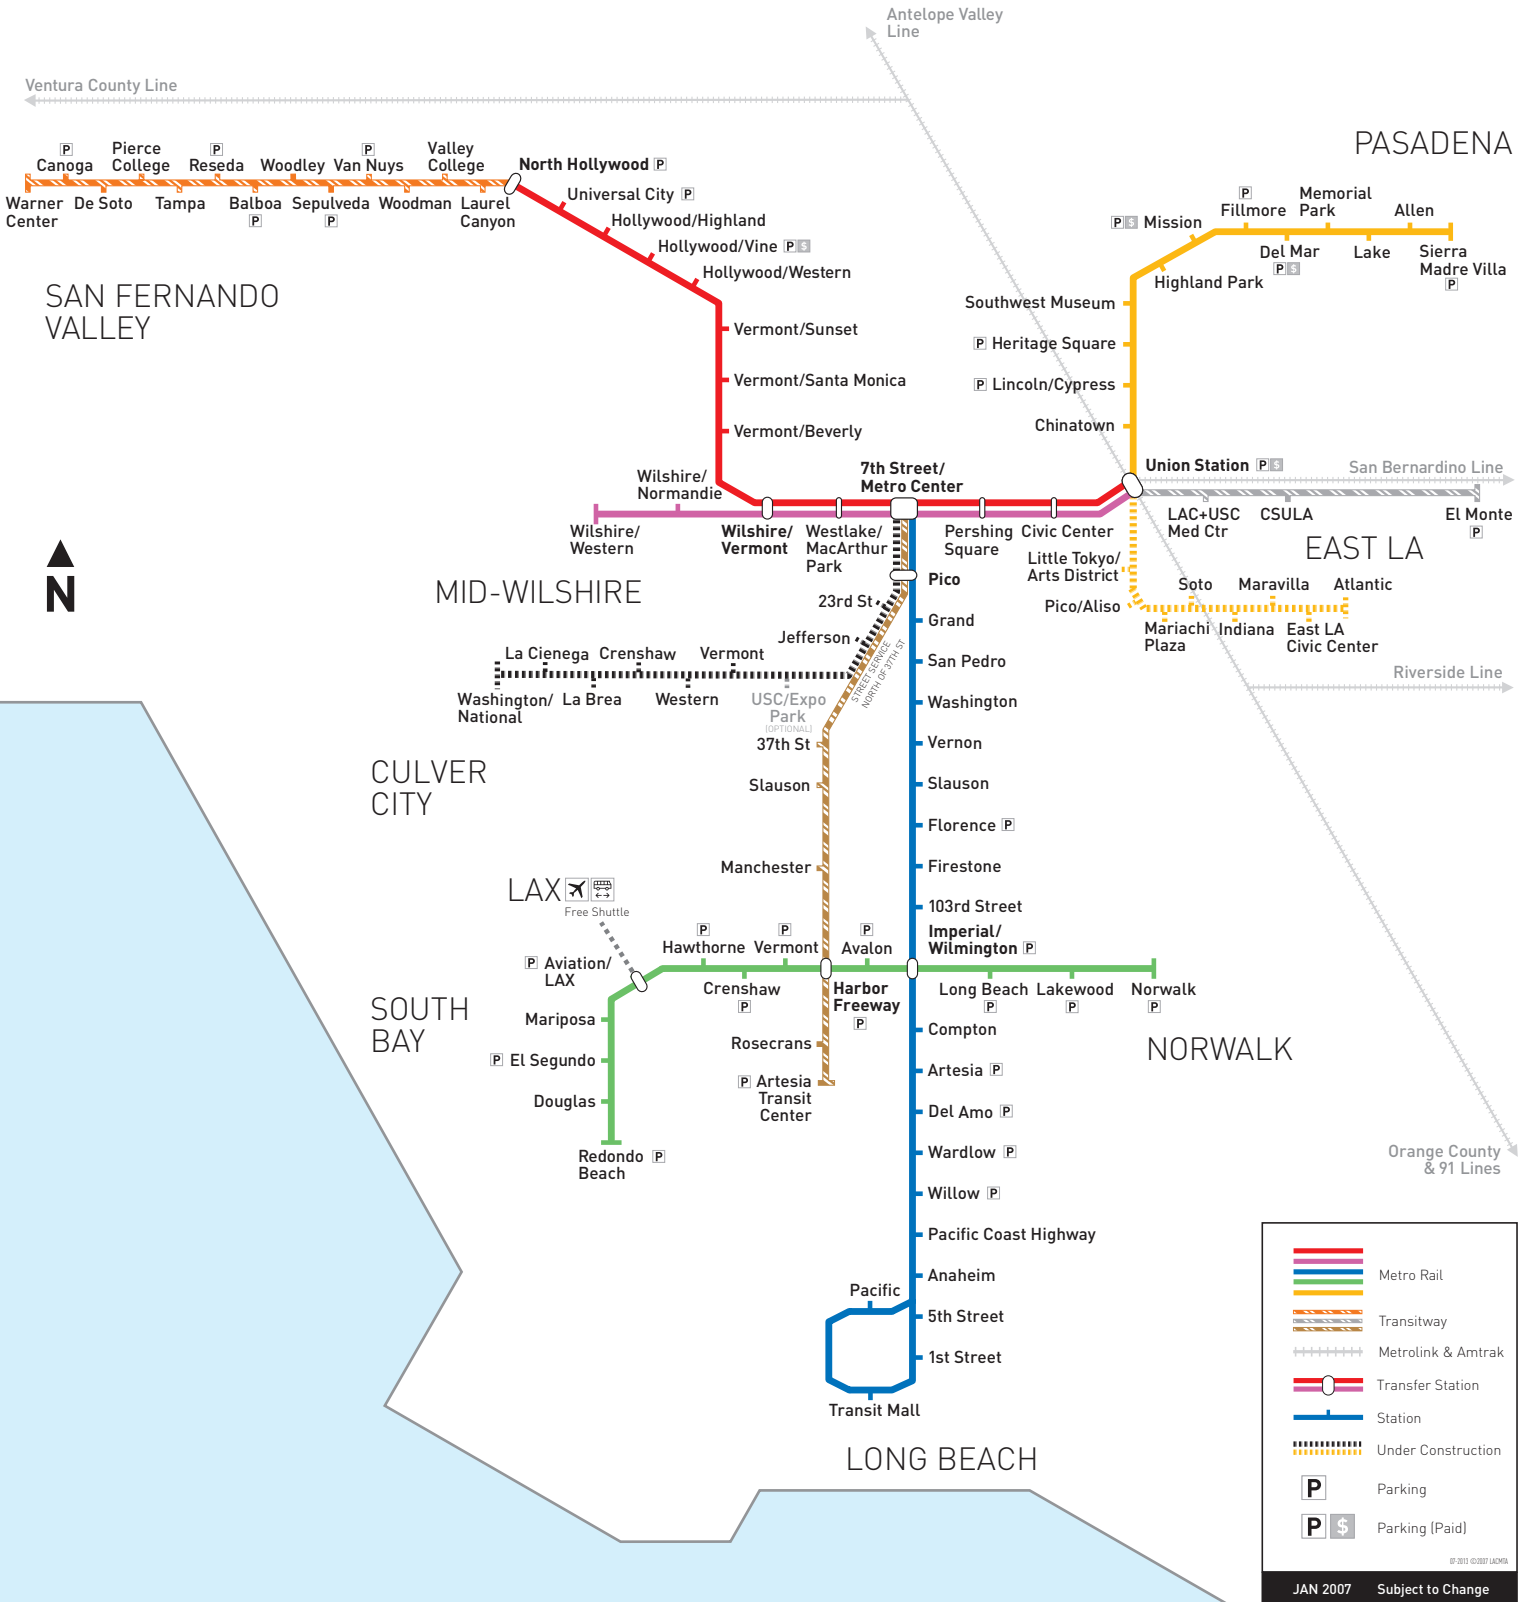 Antelope Valley
Line
Ventura County Line
PASADENA
P
Canoga
Pierce
College
P
Reseda
Woodley
P
Van Nuys
Valley
College
North Hollywood P
Warner
Center
De Soto
Tampa
Balboa
P
Sepulveda
P
Woodman
Laurel
Canyon
Universal City P
Hollywood/Highland
Hollywood/Vine P $
Hollywood/Western
SAN FERNANDO
VALLEY
Vermont/Sunset
Vermont/Santa Monica
Vermont/Beverly
P $ Mission
P
Fillmore
Memorial
Park
Allen
Del Mar
P $
Lake
Sierra
Madre Villa
P
Highland Park
Southwest Museum
P Heritage Square
P Lincoln/Cypress
Chinatown
Union Station P $
San Bernardino Line
Wilshire/
Normandie
7th Street/
Metro Center
Wilshire/
Western
Wilshire/
Vermont
Westlake/
MacArthur
Park
Pershing
Square
Civic Center
LAC+USC
Med Ctr
CSULA
El Monte
P
EAST LA
Little Tokyo/
Arts District
Pico/Aliso
Soto
Maravilla
Atlantic
Mariachi
Plaza
Indiana
East LA
Civic Center
Riverside Line
N
MID-WILSHIRE
Pico
23rd St
Jefferson
STREET SERVICE
NORTH OF 37TH ST
Grand
San Pedro
Washington
Vernon
Slauson
Florence P
Firestone
103rd Street
Imperial/
Wilmington P
La Cienega
Crenshaw
Vermont
Washington/
National
La Brea
Western
USC/Expo
Park
(OPTIONAL)
37th St
Slauson
Manchester
CULVER
CITY
LAX
Free Shuttle
P Aviation/
LAX
P
Hawthorne
P
Vermont
P
Avalon
Crenshaw
P
Harbor
Freeway
P
Long Beach
P
Lakewood
P
Norwalk
P
SOUTH
BAY
Mariposa
P El Segundo
Douglas
Redondo P
Beach
Rosecrans
P Artesia
Transit
Center
NORWALK
Compton
Artesia P
Del Amo P
Wardlow P
Willow P
Pacific Coast Highway
Anaheim
Pacific
5th Street
1st Street
Transit Mall
LONG BEACH
Orange County
& 91 Lines
Metro Rail
Transitway
Metrolink & Amtrak
Transfer Station
Station
Under Construction
P Parking
P $ Parking (Paid)
07-2013 ©2007 LACMTA
JAN 2007 Subject to Change